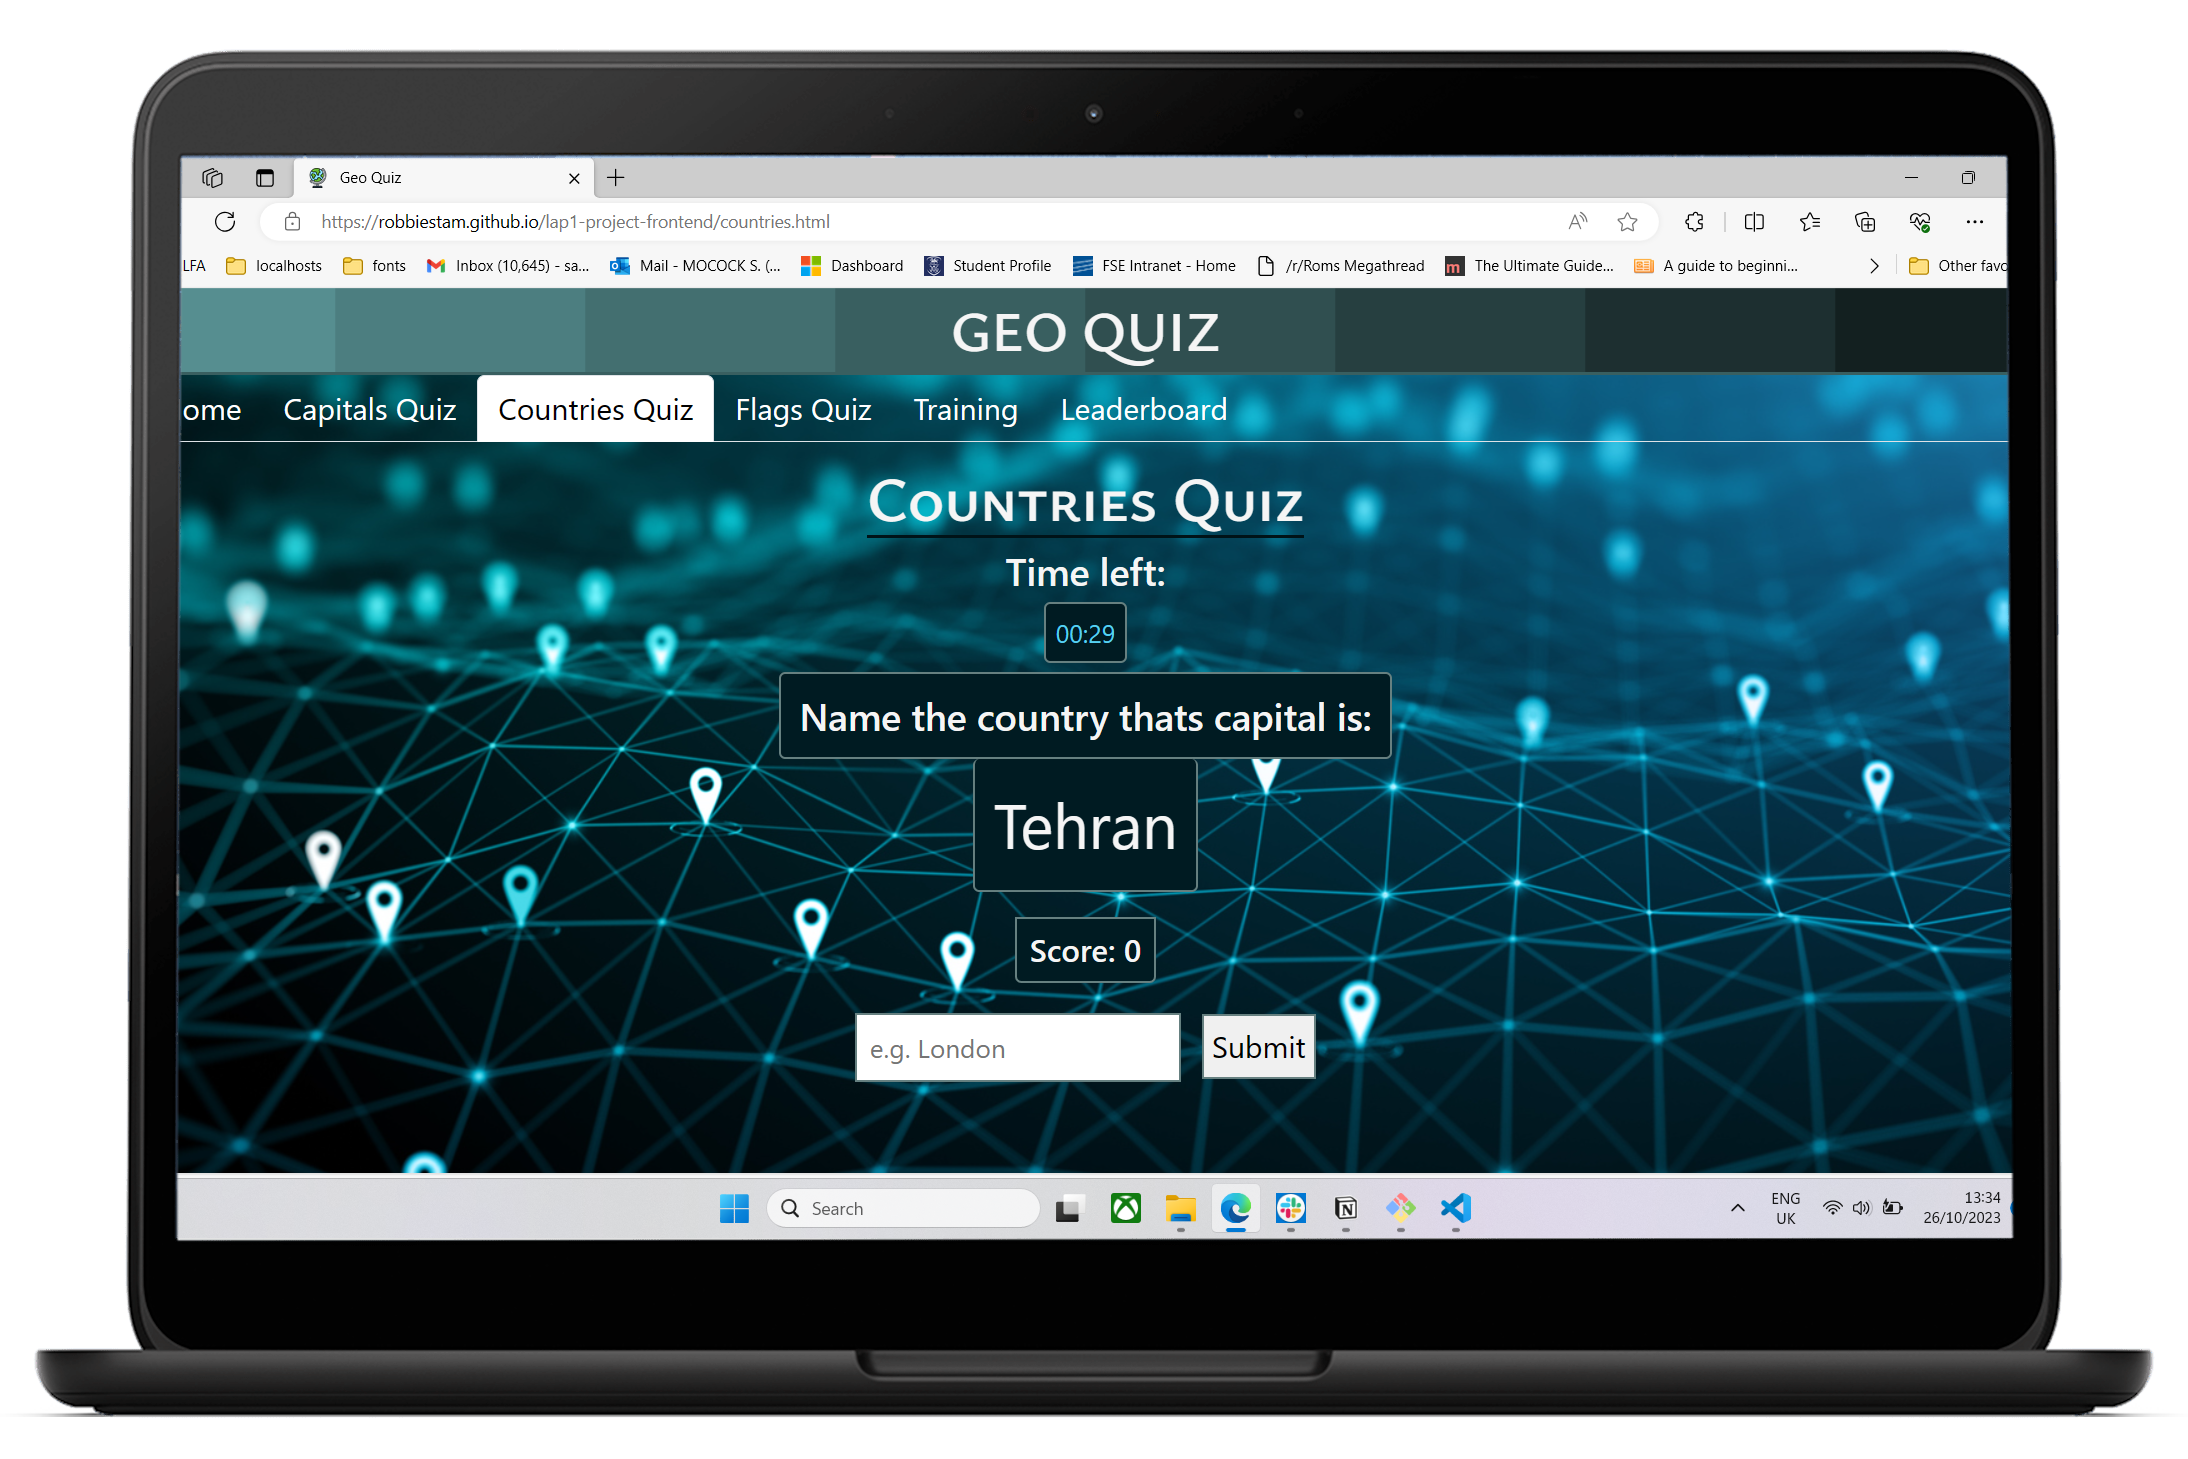 Geo Quiz
https://robbiestam.github.io/lap1-project-frontend/countries.html
LFA localhosts fonts Inbox (10,645) - sa... Mail - MOCOCK S. (... Dashboard Student Profile FSE Intranet - Home /r/Roms Megathread The Ultimate Guide... A guide to beginni... Other favo
GEO QUIZ
ome Capitals Quiz Countries Quiz Flags Quiz Training Leaderboard
Countries Quiz
Time left:
00:29
Name the country thats capital is:
Tehran
Score: 0
e.g. London Submit
Search
ENG 13:34
UK 26/10/2023